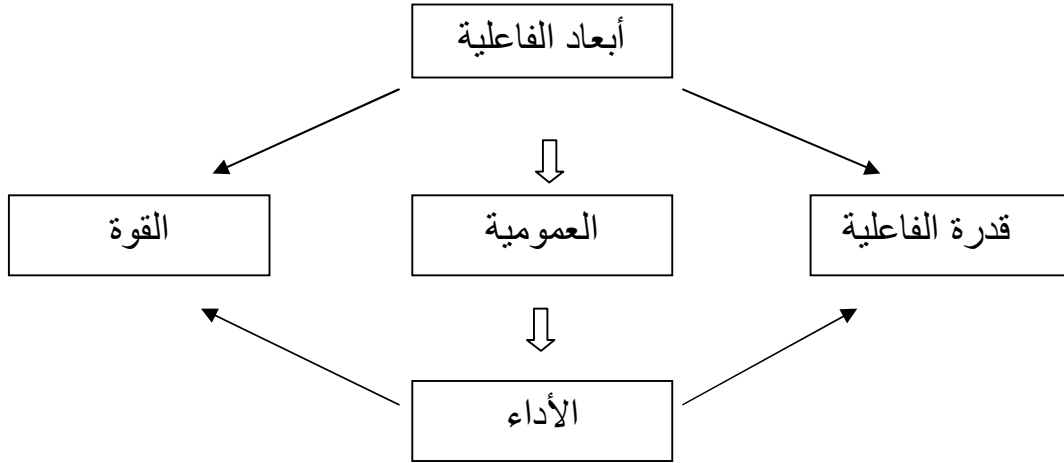 أبعاد الفاعلية
قدرة الفاعلية
العمومية
القوة
الأداء